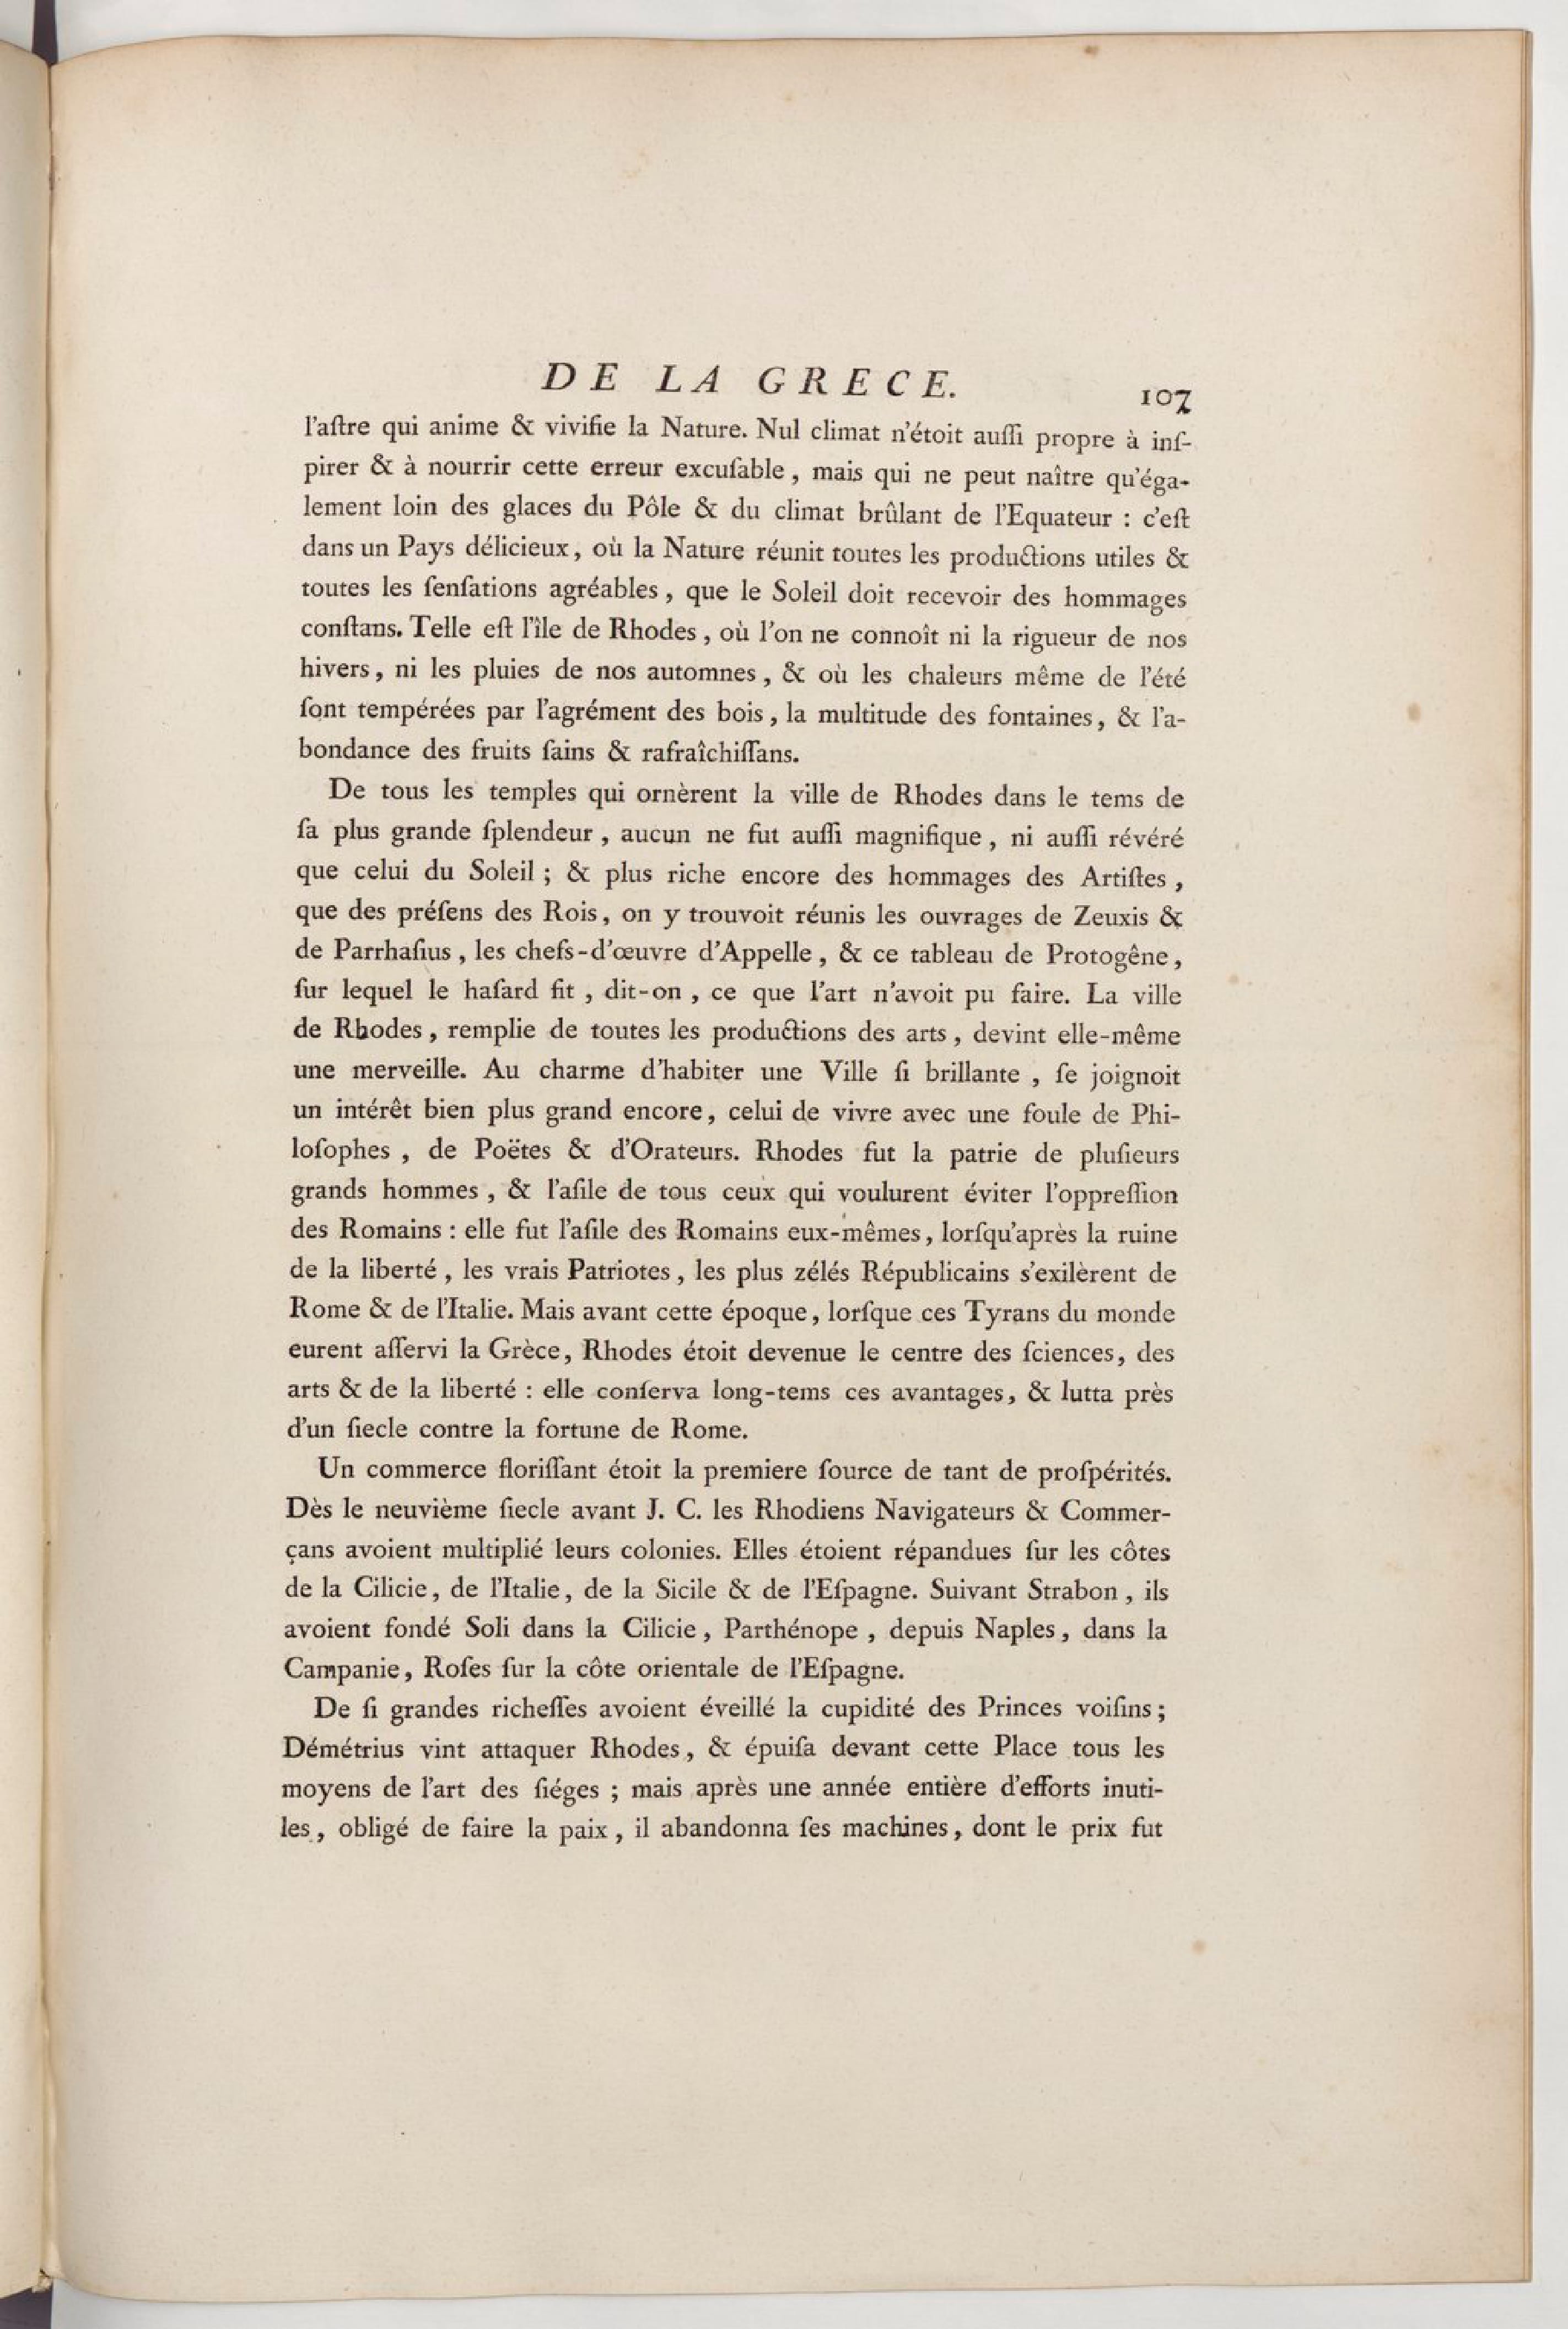 DE LA GRECE. 107
l'aſtre qui anime & vivifie la Nature. Nul climat n'étoit auſſi propre à inſ-
pirer & à nourrir cette erreur excuſable, mais qui ne peut naître qu'éga-
lement loin des glaces du Pôle & du climat brûlant de l'Equateur : c'eſt
dans un Pays délicieux, où la Nature réunit toutes les productions utiles &
toutes les ſenſations agréables, que le Soleil doit recevoir des hommages
conſtans. Telle eſt l'île de Rhodes, où l'on ne connoît ni la rigueur de nos
hivers, ni les pluies de nos automnes, & où les chaleurs même de l'été
ſont tempérées par l'agrément des bois, la multitude des fontaines, & l'a-
bondance des fruits ſains & rafraîchiſſans.
De tous les temples qui ornèrent la ville de Rhodes dans le tems de
ſa plus grande ſplendeur, aucun ne fut auſſi magnifique, ni auſſi révéré
que celui du Soleil ; & plus riche encore des hommages des Artiſtes,
que des préſens des Rois, on y trouvoit réunis les ouvrages de Zeuxis &
de Parrhaſius, les chefs-d'œuvre d'Appelle, & ce tableau de Protogêne,
ſur lequel le haſard fit, dit-on, ce que l'art n'avoit pu faire. La ville
de Rhodes, remplie de toutes les productions des arts, devint elle-même
une merveille. Au charme d'habiter une Ville ſi brillante, ſe joignoit
un intérêt bien plus grand encore, celui de vivre avec une foule de Phi-
loſophes, de Poëtes & d'Orateurs. Rhodes fut la patrie de pluſieurs
grands hommes, & l'aſile de tous ceux qui voulurent éviter l'oppreſſion
des Romains : elle fut l'aſile des Romains eux-mêmes, lorſqu'après la ruine
de la liberté, les vrais Patriotes, les plus zélés Républicains s'exilèrent de
Rome & de l'Italie. Mais avant cette époque, lorſque ces Tyrans du monde
eurent aſſervi la Grèce, Rhodes étoit devenue le centre des ſciences, des
arts & de la liberté : elle conſerva long-tems ces avantages, & lutta près
d'un ſiecle contre la fortune de Rome.
Un commerce floriſſant étoit la premiere ſource de tant de proſpérités.
Dès le neuvième ſiecle avant J. C. les Rhodiens Navigateurs & Commer-
çans avoient multiplié leurs colonies. Elles étoient répandues ſur les côtes
de la Cilicie, de l'Italie, de la Sicile & de l'Eſpagne. Suivant Strabon, ils
avoient fondé Soli dans la Cilicie, Parthénope, depuis Naples, dans la
Campanie, Roſes ſur la côte orientale de l'Eſpagne.
De ſi grandes richeſſes avoient éveillé la cupidité des Princes voiſins ;
Démétrius vint attaquer Rhodes, & épuiſa devant cette Place tous les
moyens de l'art des ſiéges ; mais après une année entière d'efforts inuti-
les, obligé de faire la paix, il abandonna ſes machines, dont le prix fut